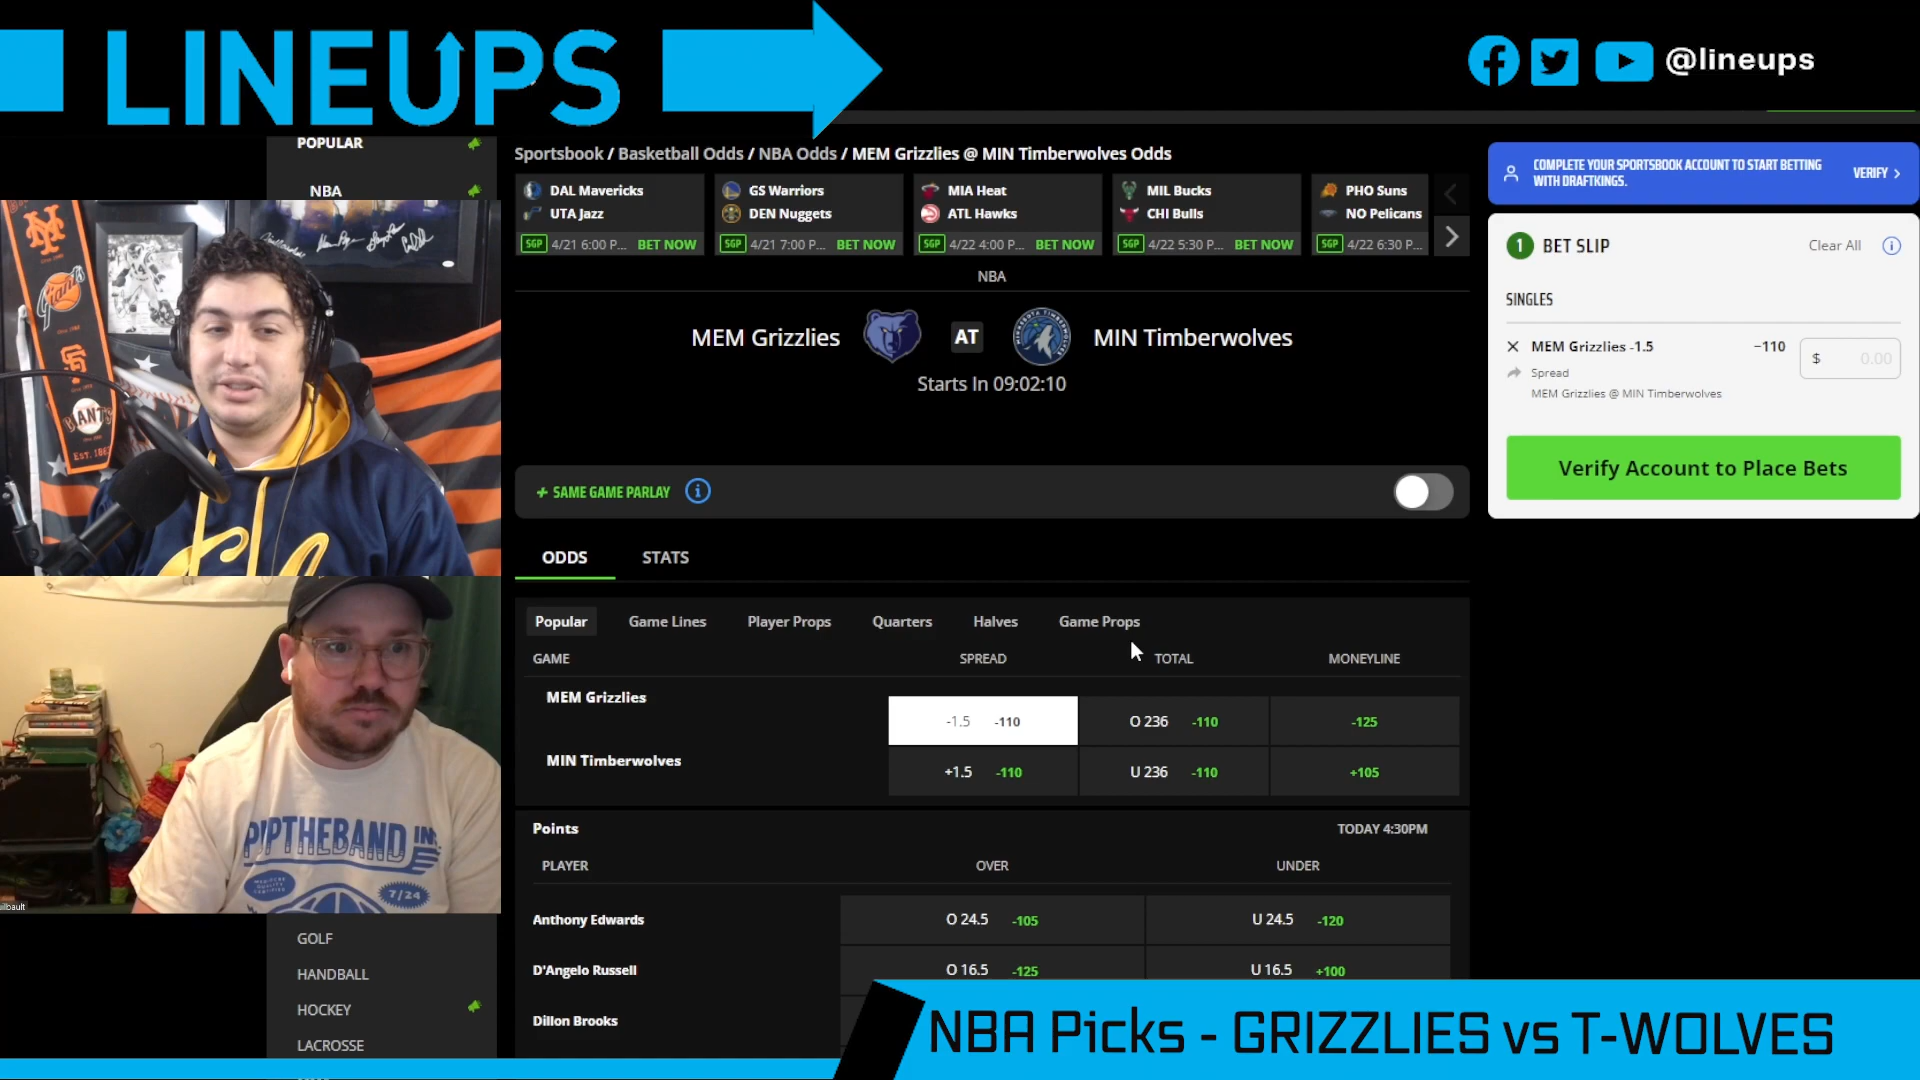 LINEUPS
@lineups
POPULAR
NBA
Sportsbook / Basketball Odds / NBA Odds / MEM Grizzlies @ MIN Timberwolves Odds
DAL Mavericks
UTA Jazz
SGP 4/21 6:00 P... BET NOW
GS Warriors
DEN Nuggets
SGP 4/21 7:00 P... BET NOW
MIA Heat
ATL Hawks
SGP 4/22 4:00 P... BET NOW
MIL Bucks
CHI Bulls
SGP 4/22 5:30 P... BET NOW
PHO Suns
NO Pelicans
SGP 4/22 6:30 P...
NBA
MEM Grizzlies AT MIN Timberwolves
Starts In 09:02:10
+ SAME GAME PARLAY i
ODDS STATS
Popular Game Lines Player Props Quarters Halves Game Props
GAME SPREAD TOTAL MONEYLINE
MEM Grizzlies
-1.5 -110 O 236 -110 -125
MIN Timberwolves
+1.5 -110 U 236 -110 +105
Points TODAY 4:30PM
PLAYER OVER UNDER
Anthony Edwards O 24.5 -105 U 24.5 -120
D'Angelo Russell O 16.5 -125 U 16.5 +100
Dillon Brooks
COMPLETE YOUR SPORTSBOOK ACCOUNT TO START BETTING
WITH DRAFTKINGS.
VERIFY >
1 BET SLIP Clear All i
SINGLES
MEM Grizzlies -1.5 −110 $ 0.00
Spread
MEM Grizzlies @ MIN Timberwolves
Verify Account to Place Bets
GIANTS
Est. 188
PUPTHEBAND IN
7/24
GOLF
HANDBALL
HOCKEY
LACROSSE
NBA Picks - GRIZZLIES vs T-WOLVES